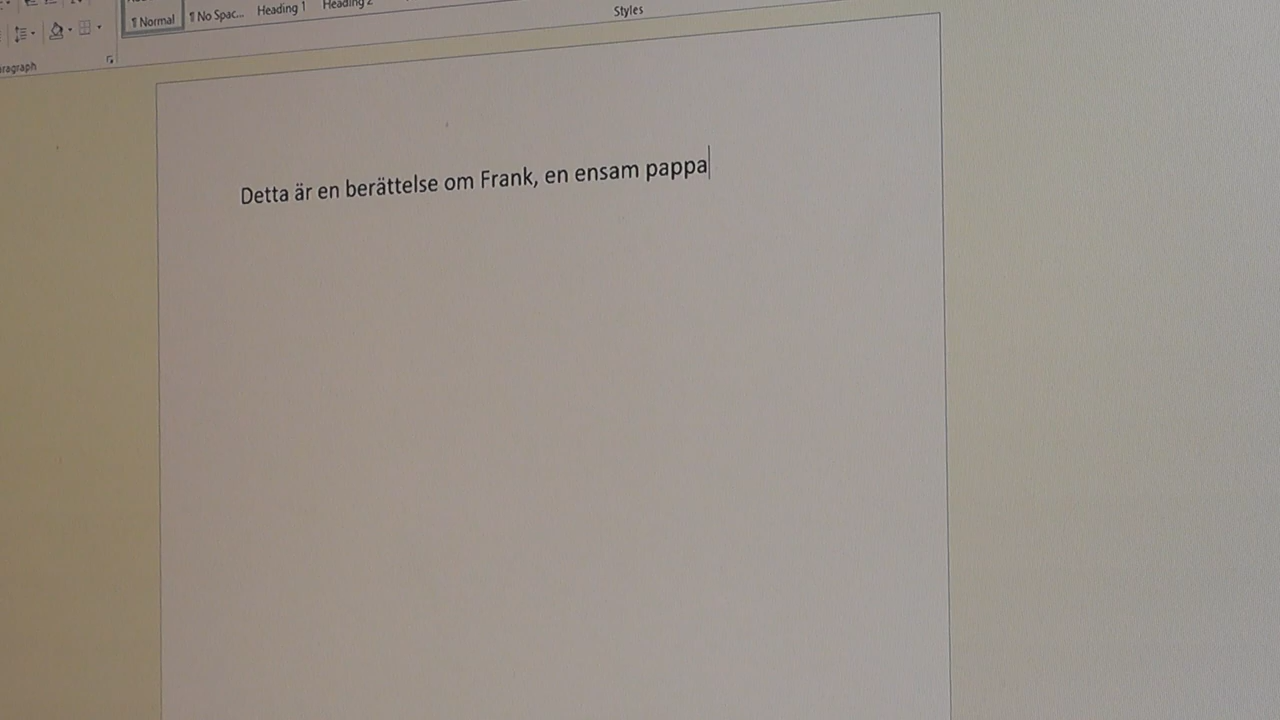 ¶ Normal
¶ No Spac...
Heading 1
Heading 2
Styles
aragraph
Detta är en berättelse om Frank, en ensam pappa